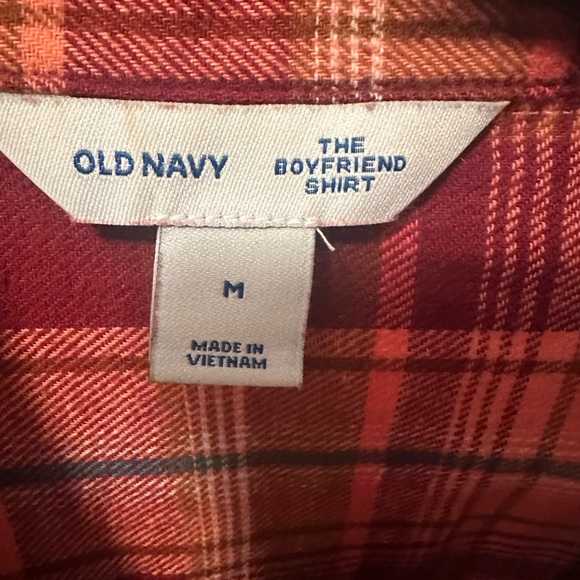 OLD NAVY
THE
BOYFRIEND
SHIRT
M
MADE IN
VIETNAM